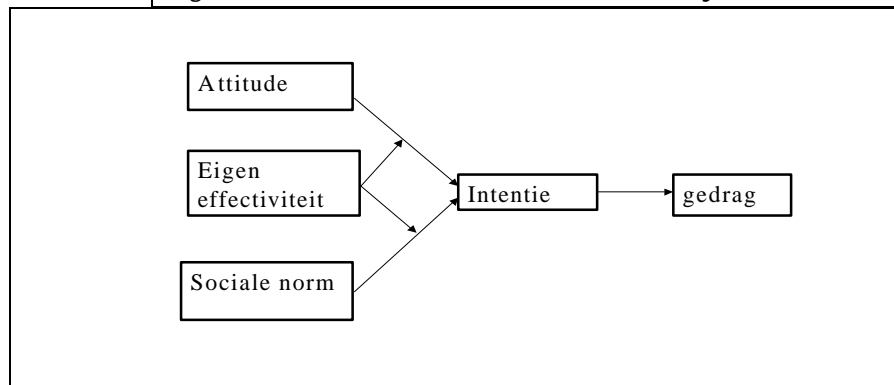 Attitude
Eigen
effectiviteit
Intentie
gedrag
Sociale norm